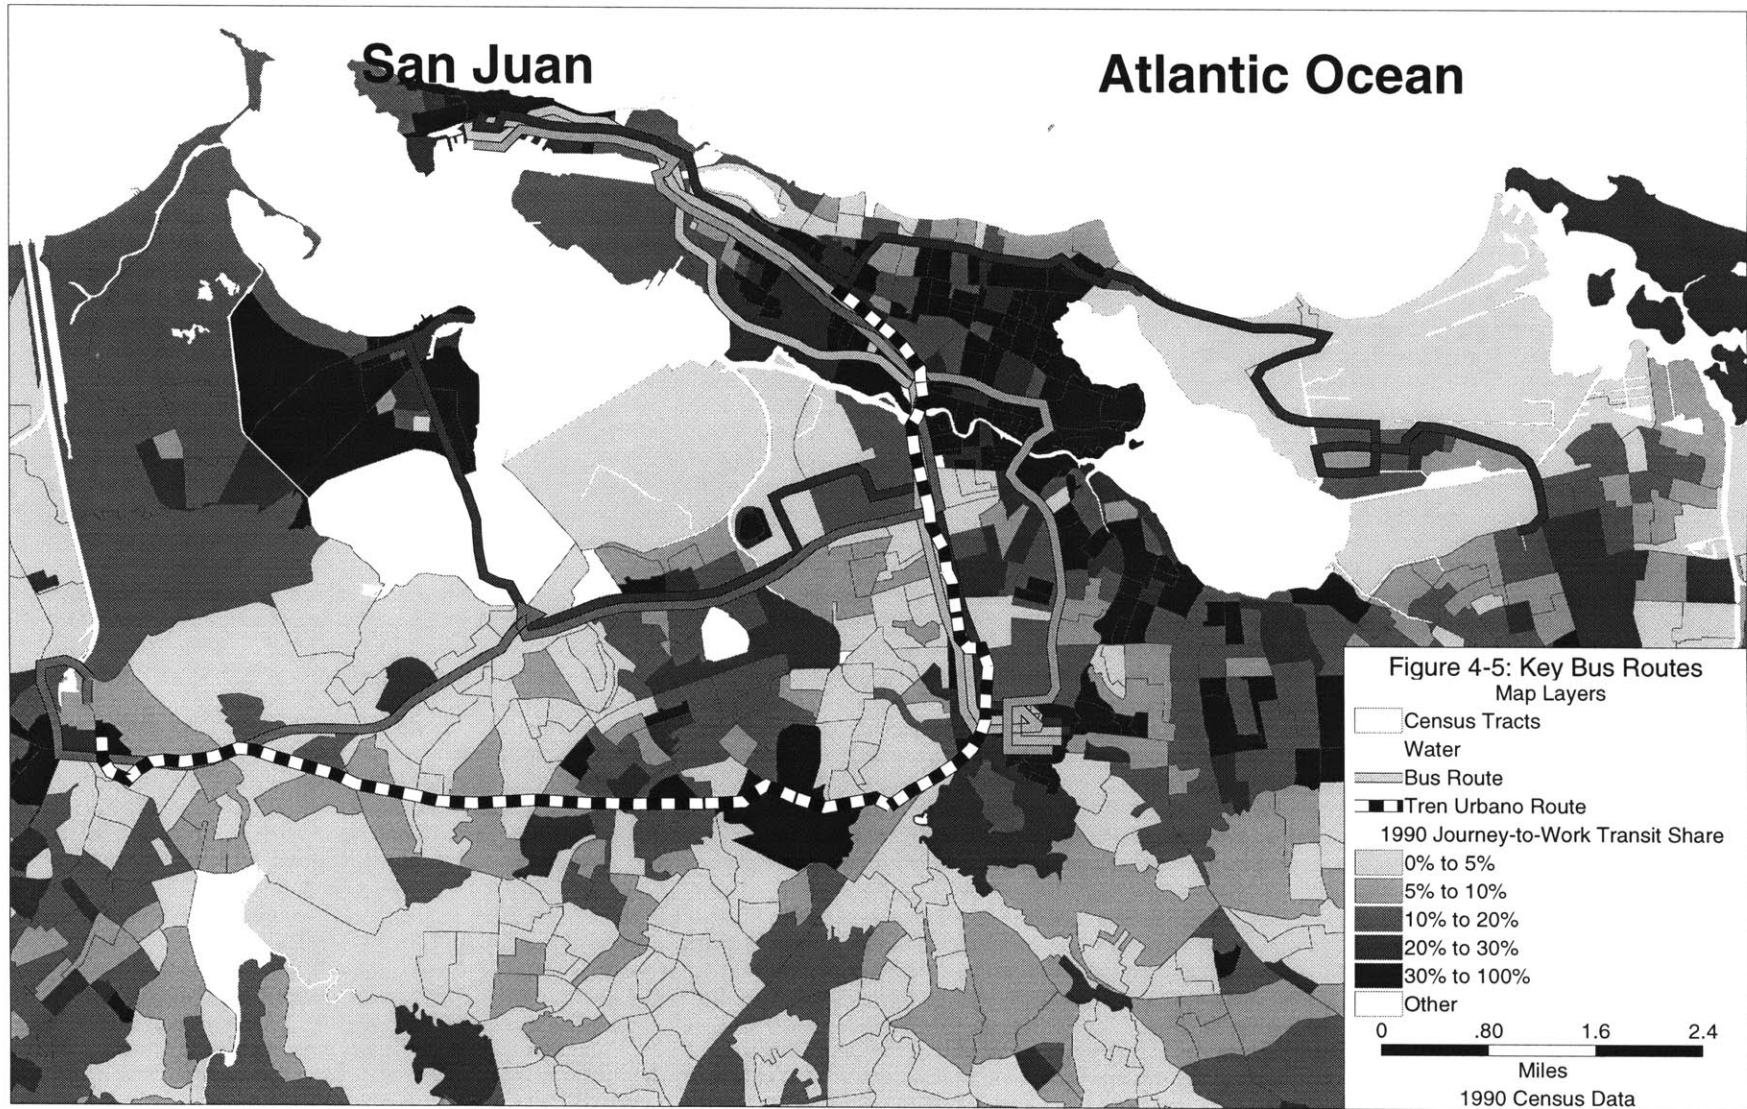 San Juan
Atlantic Ocean
Figure 4-5: Key Bus Routes
Map Layers
Census Tracts
Water
Bus Route
Tren Urbano Route
1990 Journey-to-Work Transit Share
0% to 5%
5% to 10%
10% to 20%
20% to 30%
30% to 100%
Other
0 .80 1.6 2.4
Miles
1990 Census Data